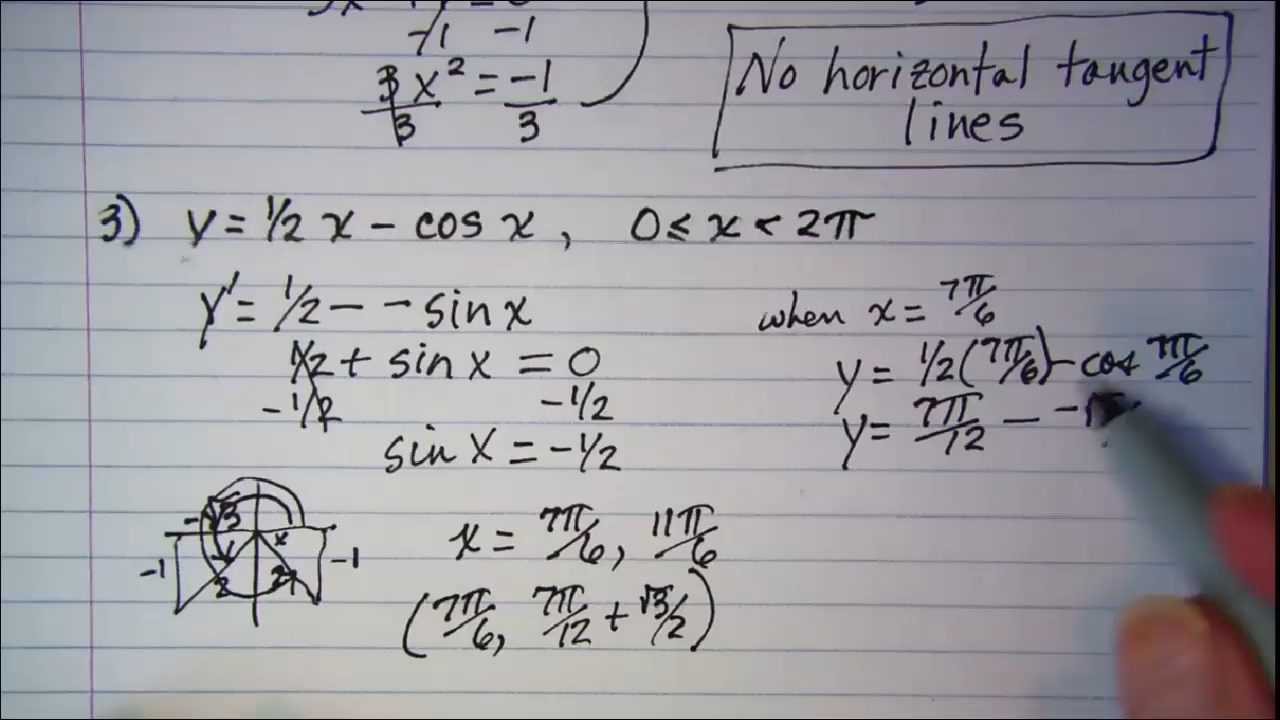 -1 -1
3x² = -1
3 3
No horizontal tangent
lines
3) y = 1/2 x - cos x, 0 ≤ x < 2π
y' = 1/2 - - sin x
1/2 + sin x = 0
-1/2 -1/2
sin x = -1/2
when x = 7π/6
y = 1/2(7π/6) - cos 7π/6
y = 7π/12 - -
-√3
-1
2
x
2
-1
x = 7π/6, 11π/6
(7π/6, 7π/12 + √3/2)